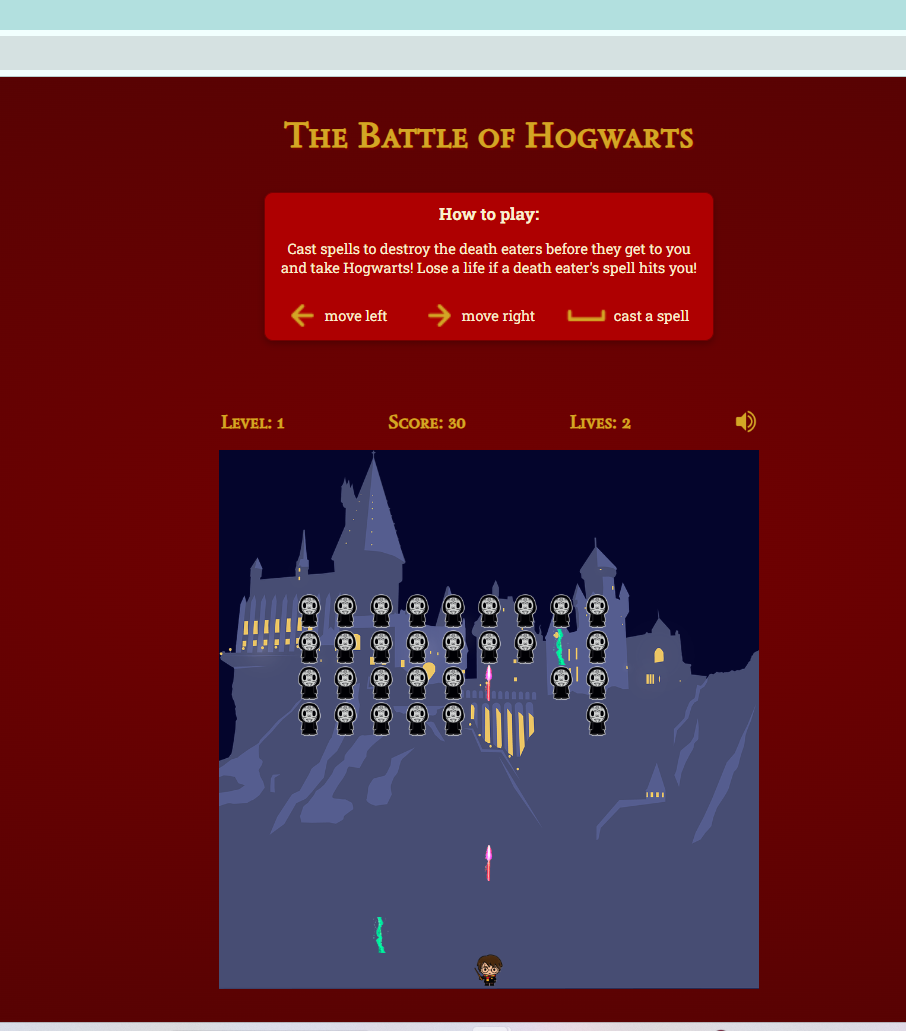 The Battle of Hogwarts
How to play:
Cast spells to destroy the death eaters before they get to you
and take Hogwarts! Lose a life if a death eater's spell hits you!
move left move right cast a spell
Level: 1 Score: 30 Lives: 2